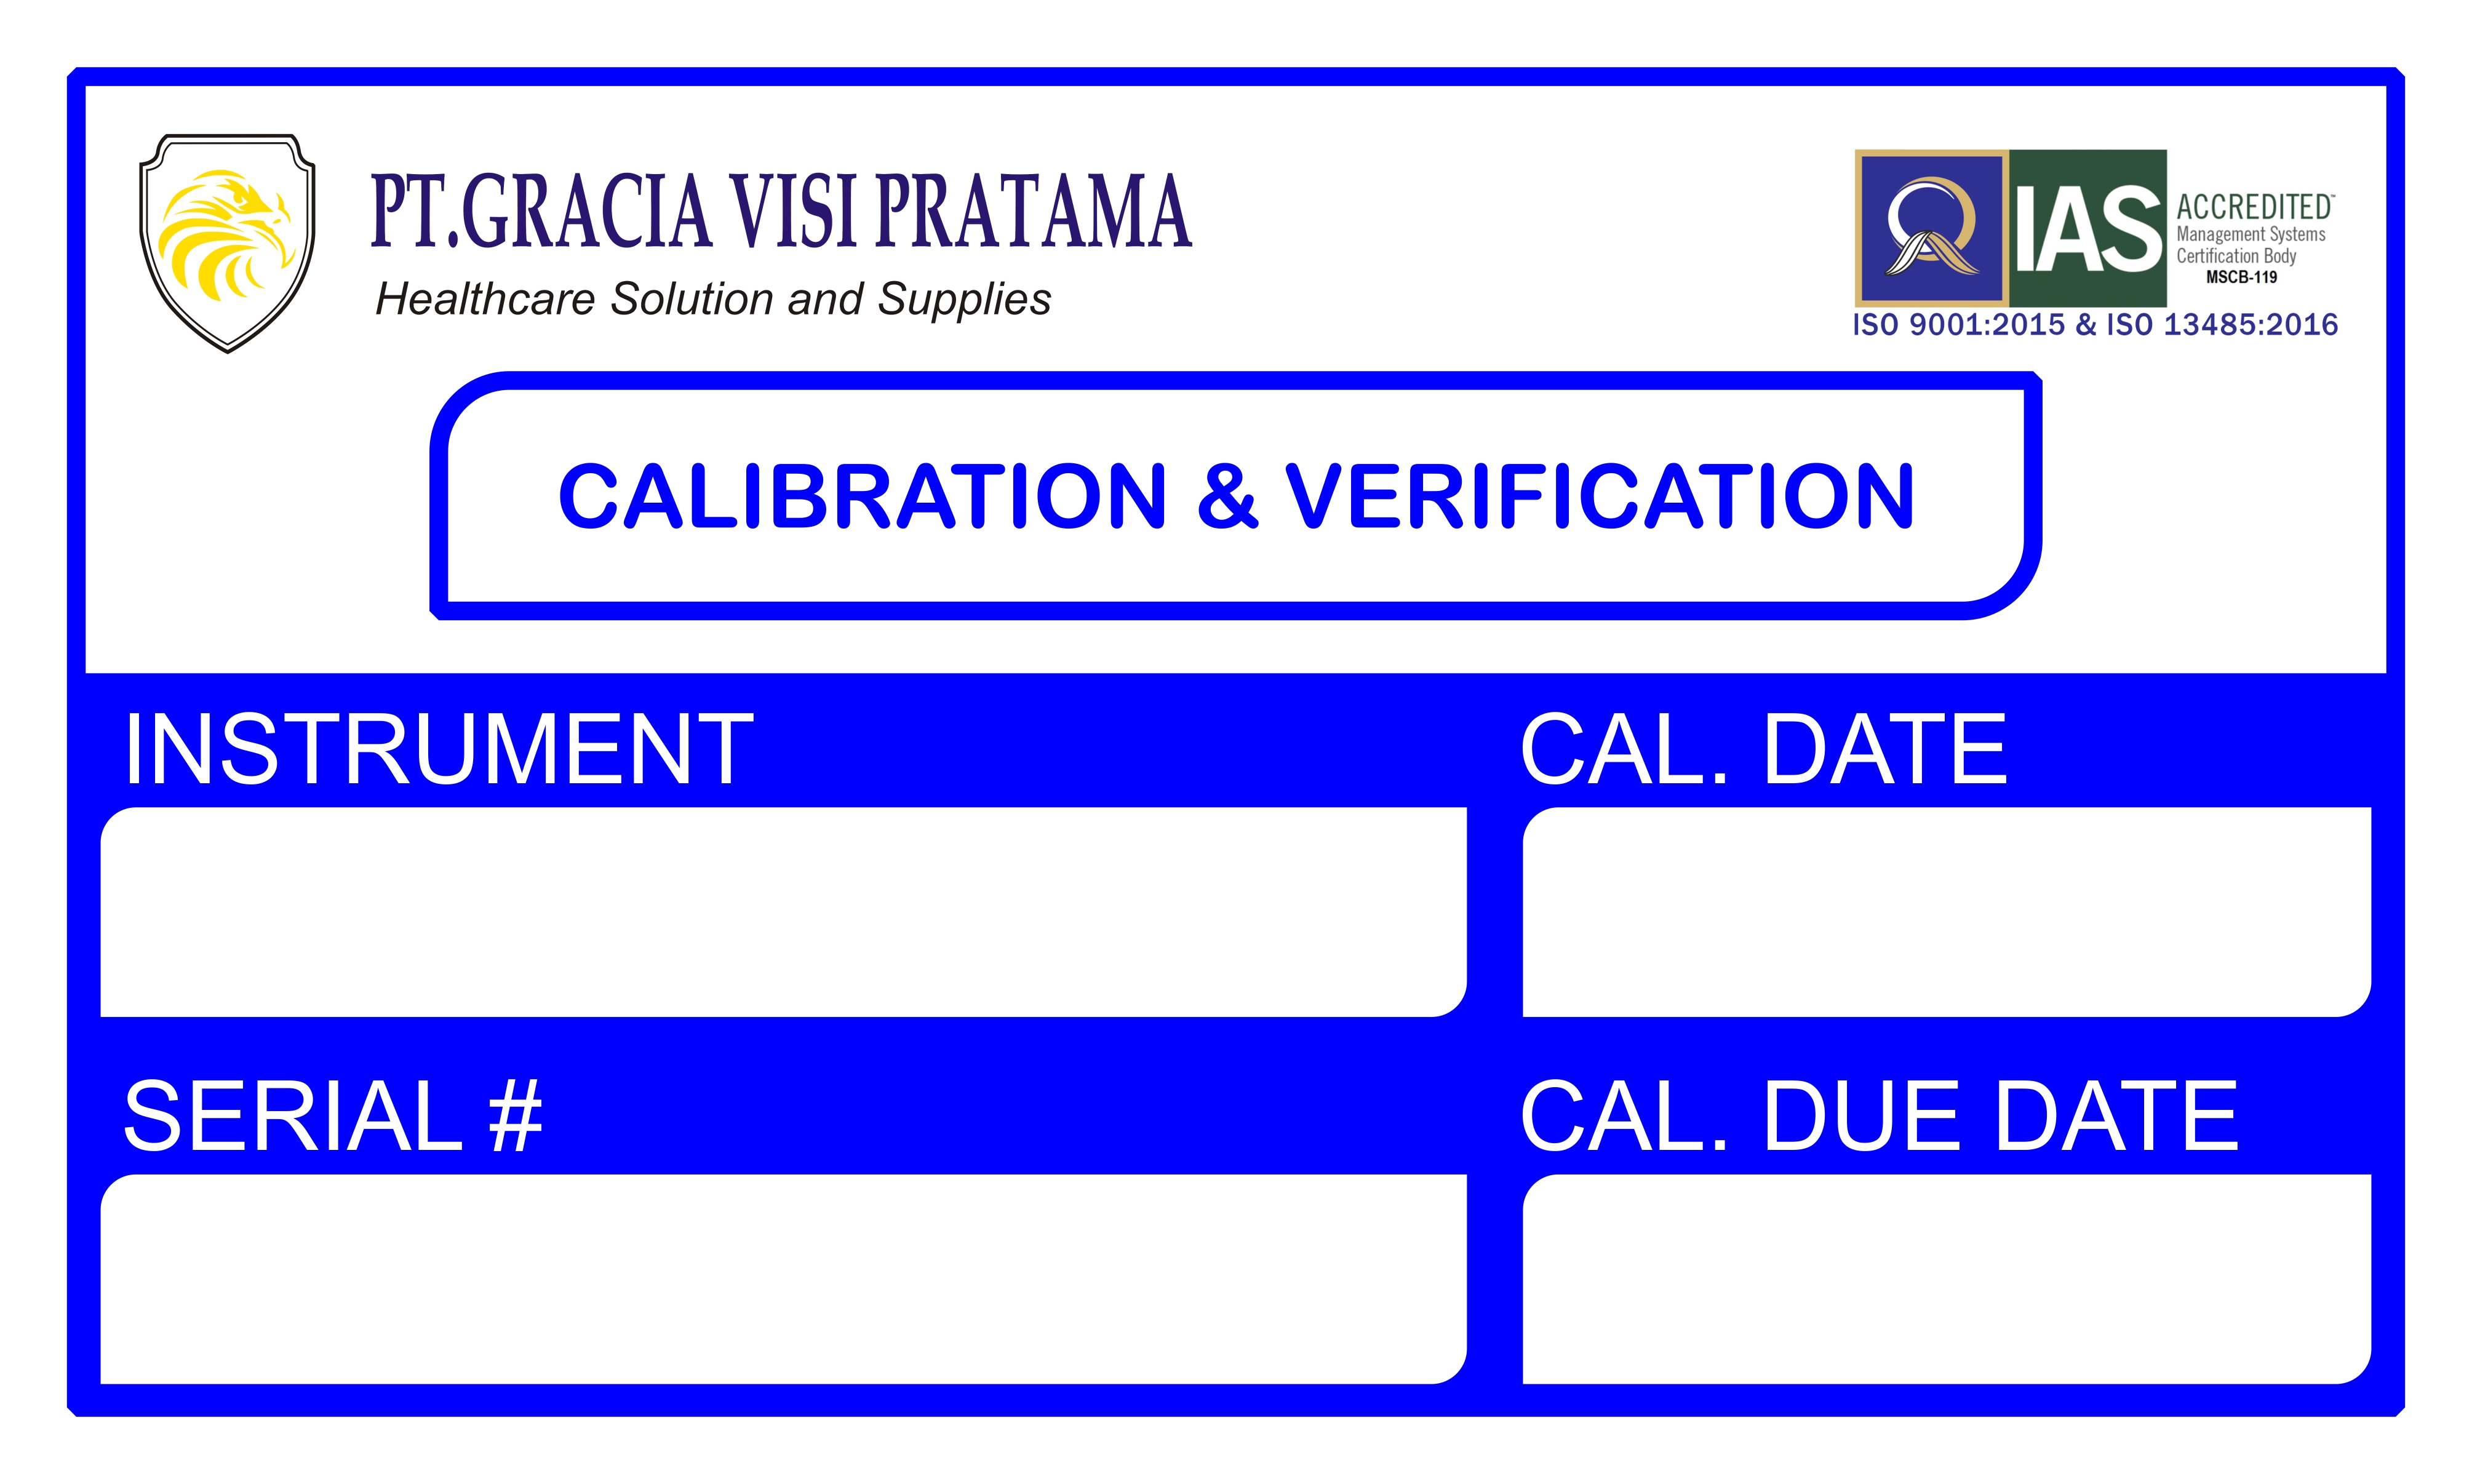 PT.GRACIA VISI PRATAMA
Healthcare Solution and Supplies
IAS
ACCREDITED™
Management Systems
Certification Body
MSCB-119
ISO 9001:2015 & ISO 13485:2016
CALIBRATION & VERIFICATION
INSTRUMENT
CAL. DATE
SERIAL #
CAL. DUE DATE